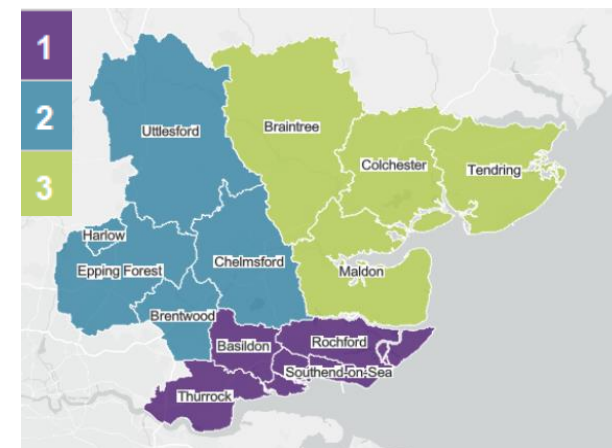 1
2
3
Uttlesford
Braintree
Colchester
Tendring
Harlow
Epping Forest
Chelmsford
Maldon
Brentwood
Basildon
Rochford
Southend-on-Sea
Thurrock